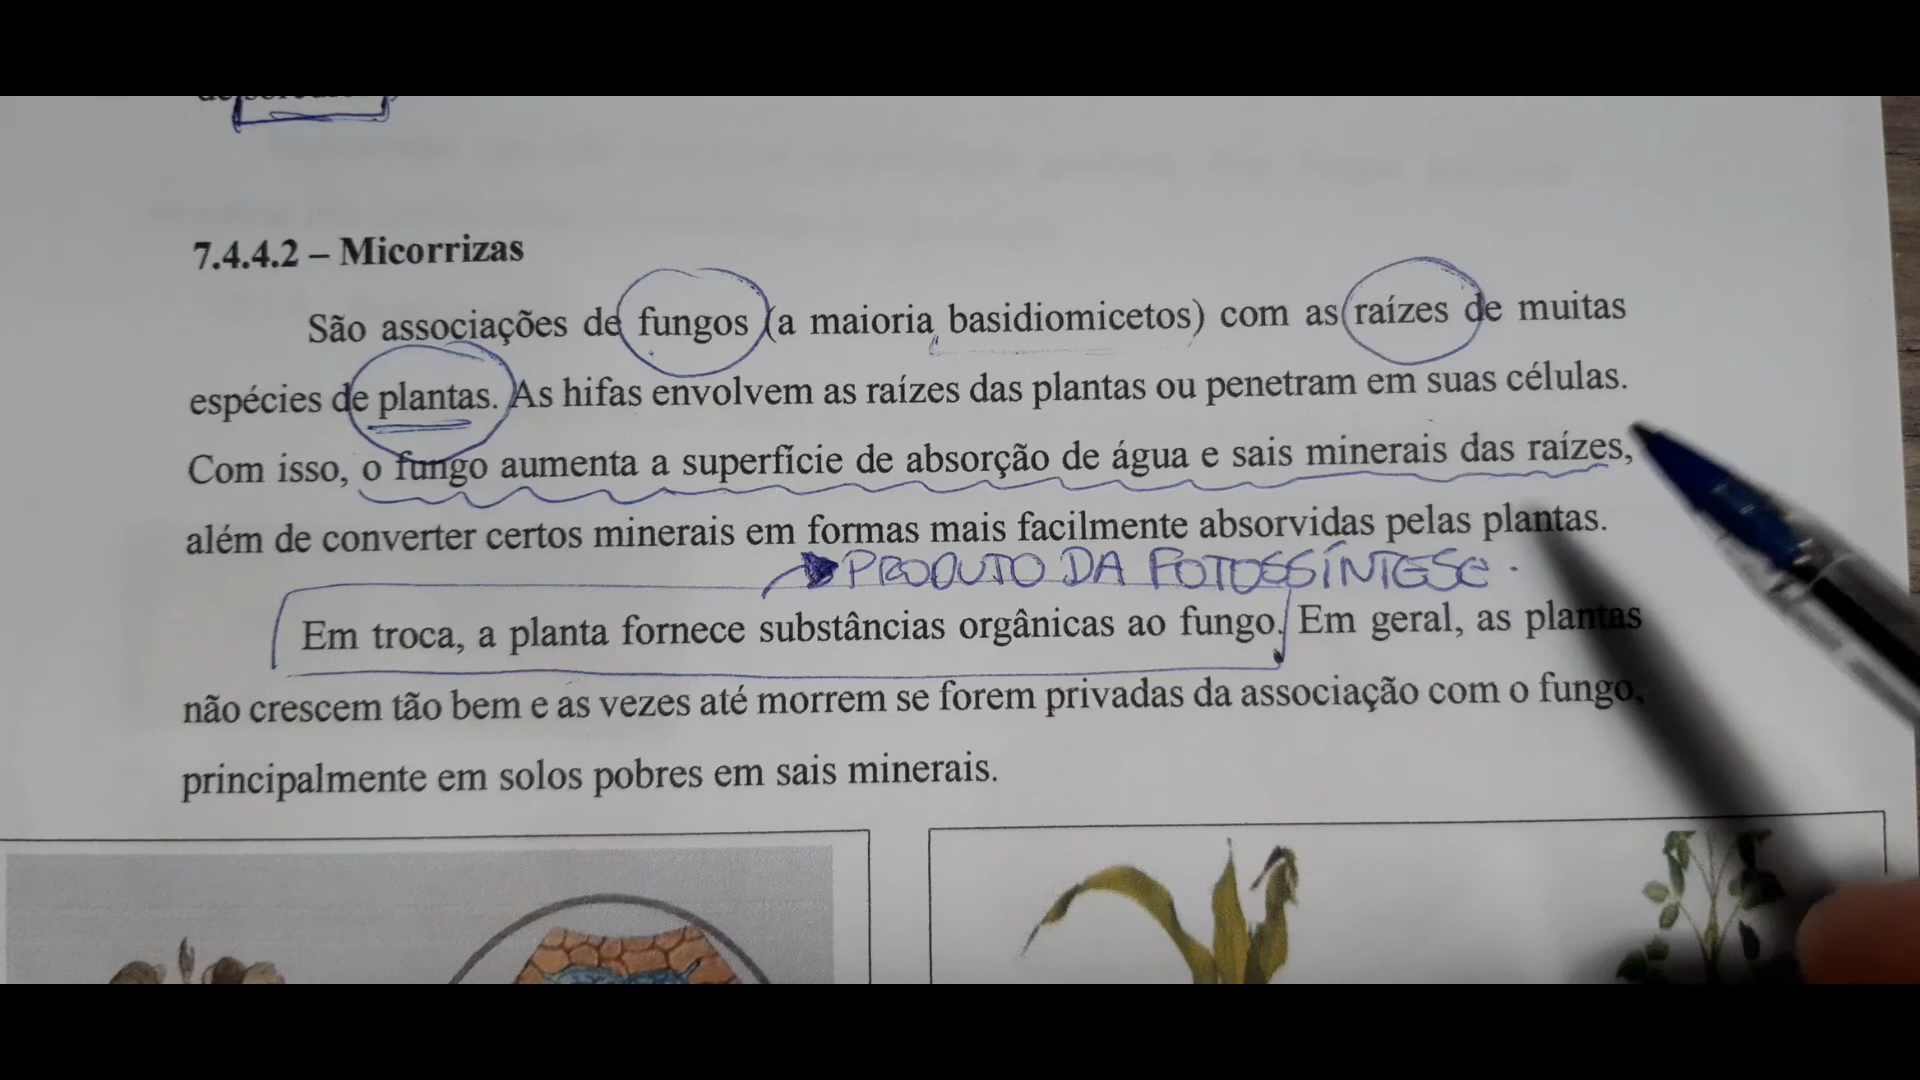 7.4.4.2 – Micorrizas
São associações de fungos (a maioria basidiomicetos) com as raízes de muitas
espécies de plantas. As hifas envolvem as raízes das plantas ou penetram em suas células.
Com isso, o fungo aumenta a superfície de absorção de água e sais minerais das raízes,
além de converter certos minerais em formas mais facilmente absorvidas pelas plantas.
PRODUTO DA FOTOSSÍNTESE.
Em troca, a planta fornece substâncias orgânicas ao fungo. Em geral, as plantas
não crescem tão bem e as vezes até morrem se forem privadas da associação com o fungo,
principalmente em solos pobres em sais minerais.